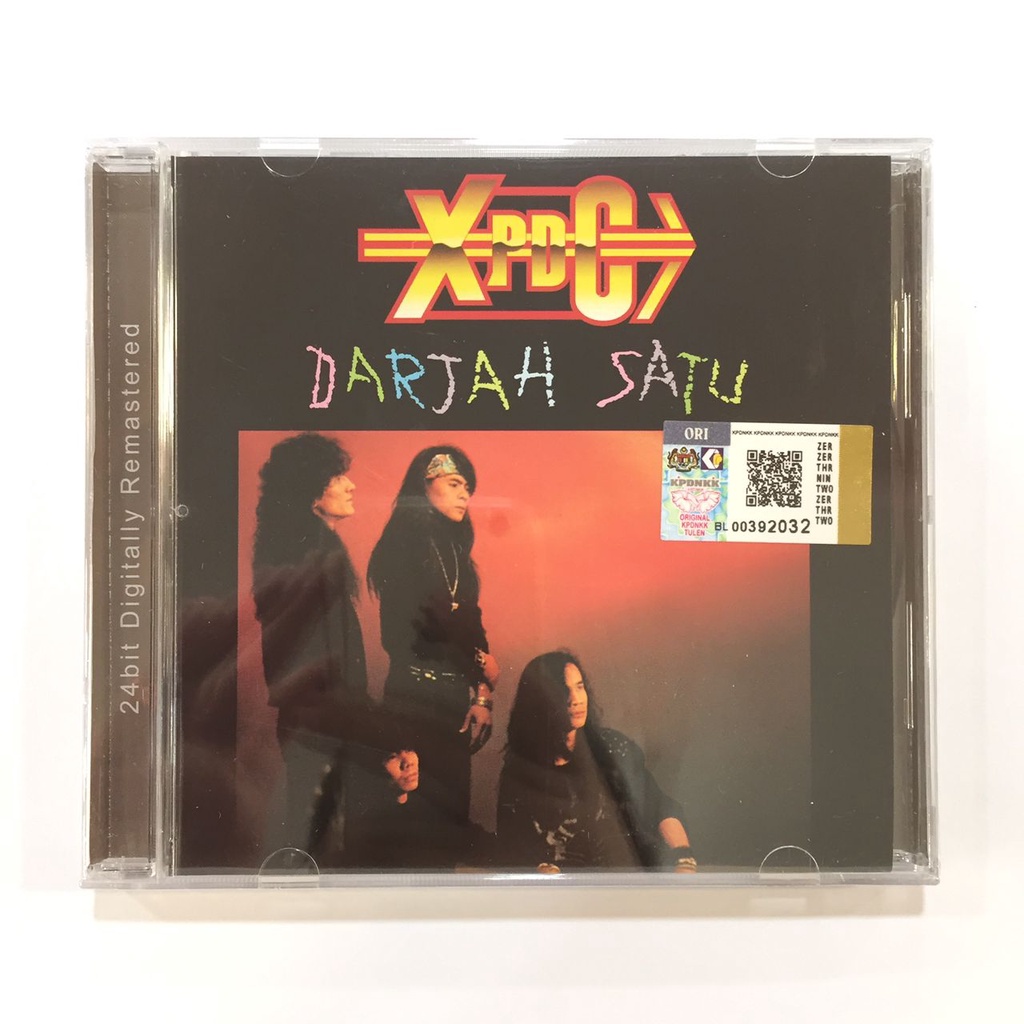 XPDC
DARJAH SATU
24bit Digitally Remastered
ORI
KPDNKK KPDNKK KPDNKK KPDNKK KPDNKK
ZER
ZER
THR
NIN
TWO
ZER
THR
TWO
KPDNKK
ORIGINAL
KPDNKK
TULEN
BL 00392032